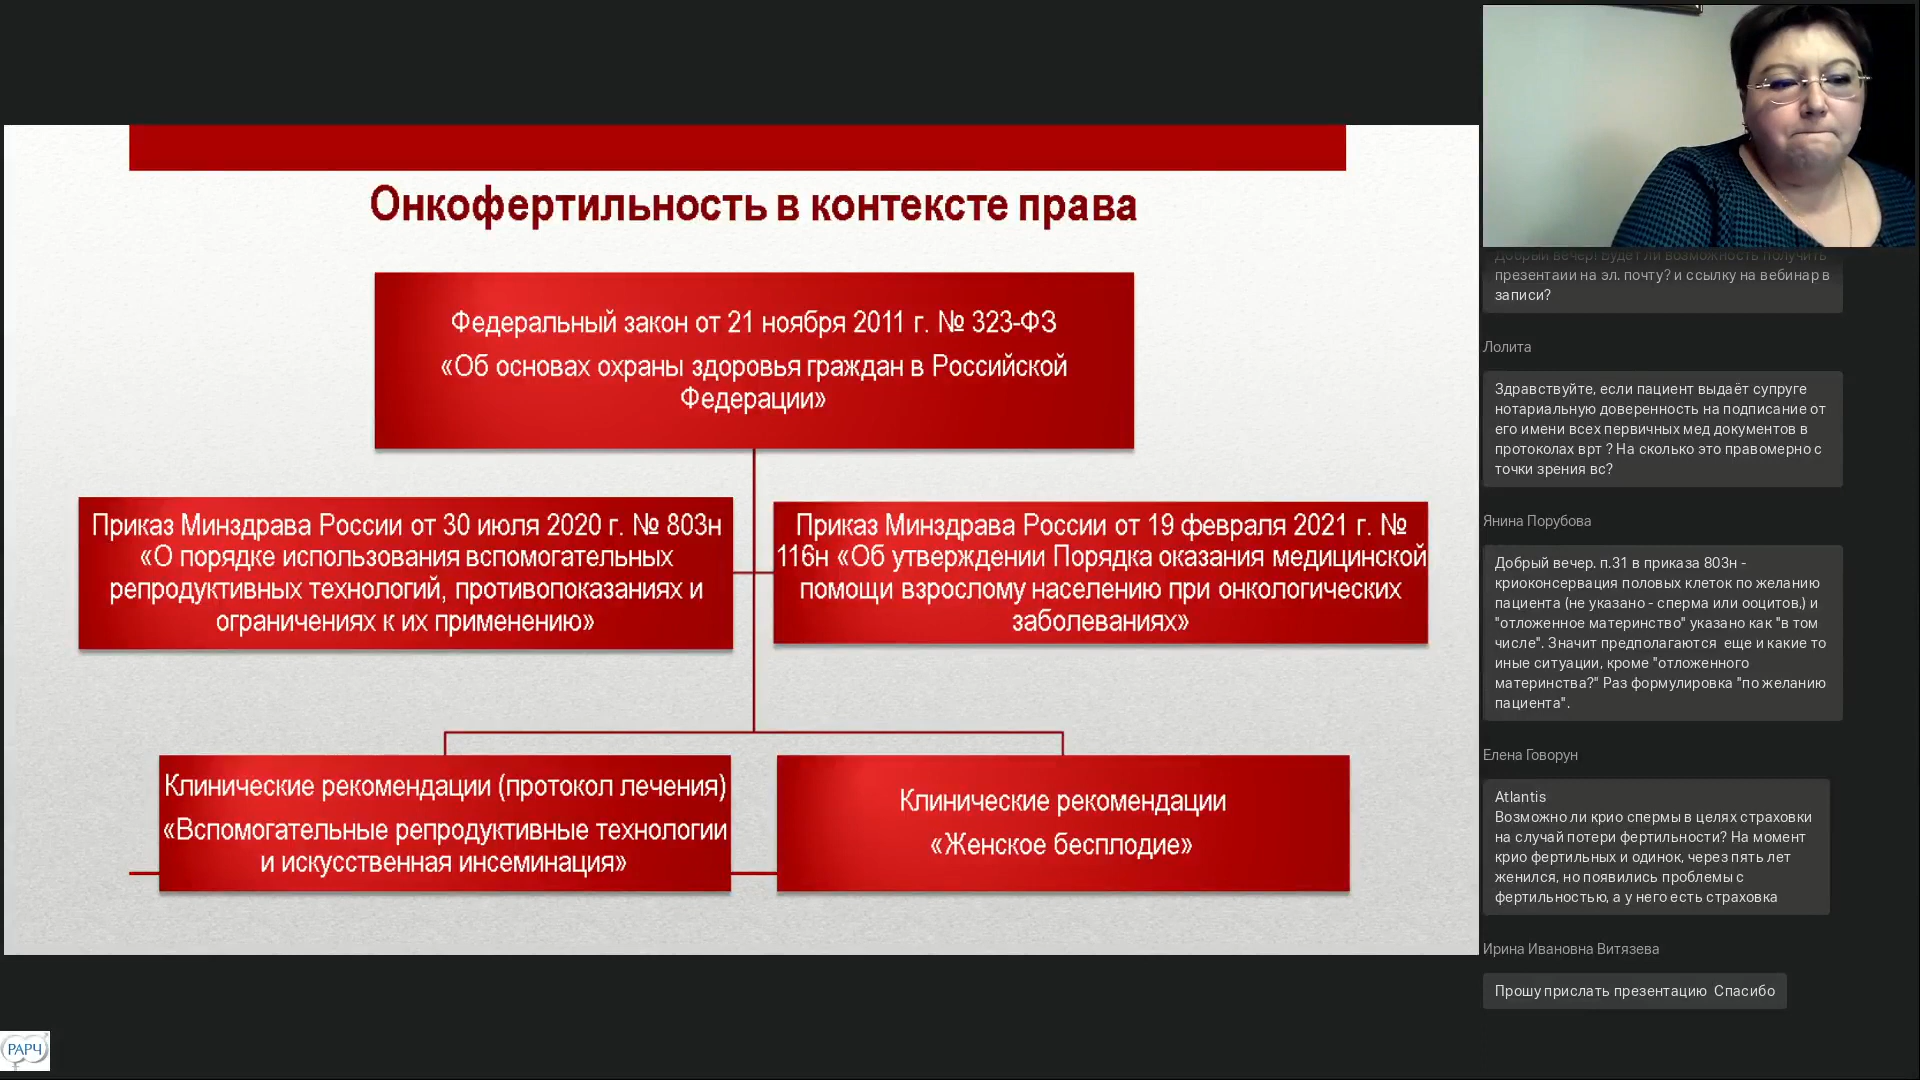 Онкофертильность в контексте права
Федеральный закон от 21 ноября 2011 г. № 323-ФЗ
«Об основах охраны здоровья граждан в Российской
Федерации»
Приказ Минздрава России от 30 июля 2020 г. № 803н
«О порядке использования вспомогательных
репродуктивных технологий, противопоказаниях и
ограничениях к их применению»
Приказ Минздрава России от 19 февраля 2021 г. №
116н «Об утверждении Порядка оказания медицинской
помощи взрослому населению при онкологических
заболеваниях»
Клинические рекомендации (протокол лечения)
«Вспомогательные репродуктивные технологии
и искусственная инсеминация»
Клинические рекомендации
«Женское бесплодие»
РАРЧ
Добрый вечер! Будет ли возможность получить
презентаии на эл. почту? и ссылку на вебинар в
записи?
Лолита
Здравствуйте, если пациент выдаёт супруге
нотариальную доверенность на подписание от
его имени всех первичных мед документов в
протоколах врт ? На сколько это правомерно с
точки зрения вс?
Янина Порубова
Добрый вечер. п.31 в приказа 803н -
криоконсервация половых клеток по желанию
пациента (не указано - сперма или ооцитов,) и
"отложенное материнство" указано как "в том
числе". Значит предполагаются еще и какие то
иные ситуации, кроме "отложенного
материнства?" Раз формулировка "по желанию
пациента".
Елена Говорун
Atlantis
Возможно ли крио спермы в целях страховки
на случай потери фертильности? На момент
крио фертильных и одинок, через пять лет
женился, но появились проблемы с
фертильностью, а у него есть страховка
Ирина Ивановна Витязева
Прошу прислать презентацию Спасибо